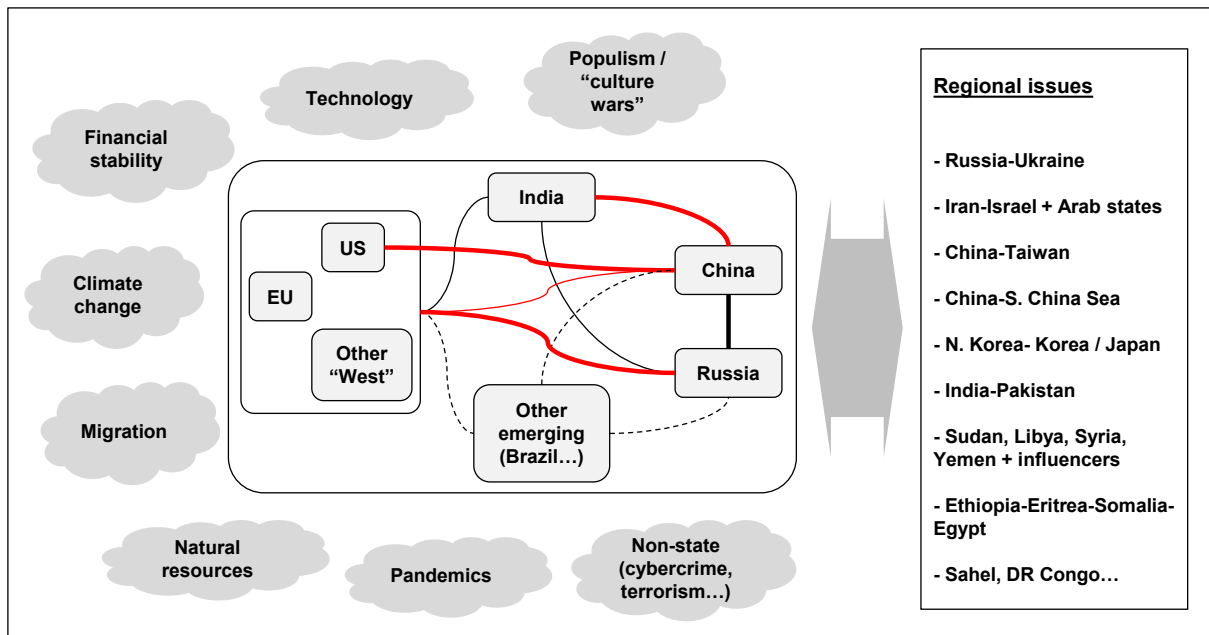 Populism /
“culture
wars”
Technology
Financial
stability
Climate
change
Migration
Natural
resources
Pandemics
Non-state
(cybercrime,
terrorism…)
India
US
EU
Other
“West”
China
Russia
Other
emerging
(Brazil…)
Regional issues
- Russia-Ukraine
- Iran-Israel + Arab states
- China-Taiwan
- China-S. China Sea
- N. Korea- Korea / Japan
- India-Pakistan
- Sudan, Libya, Syria,
Yemen + influencers
- Ethiopia-Eritrea-Somalia-
Egypt
- Sahel, DR Congo…